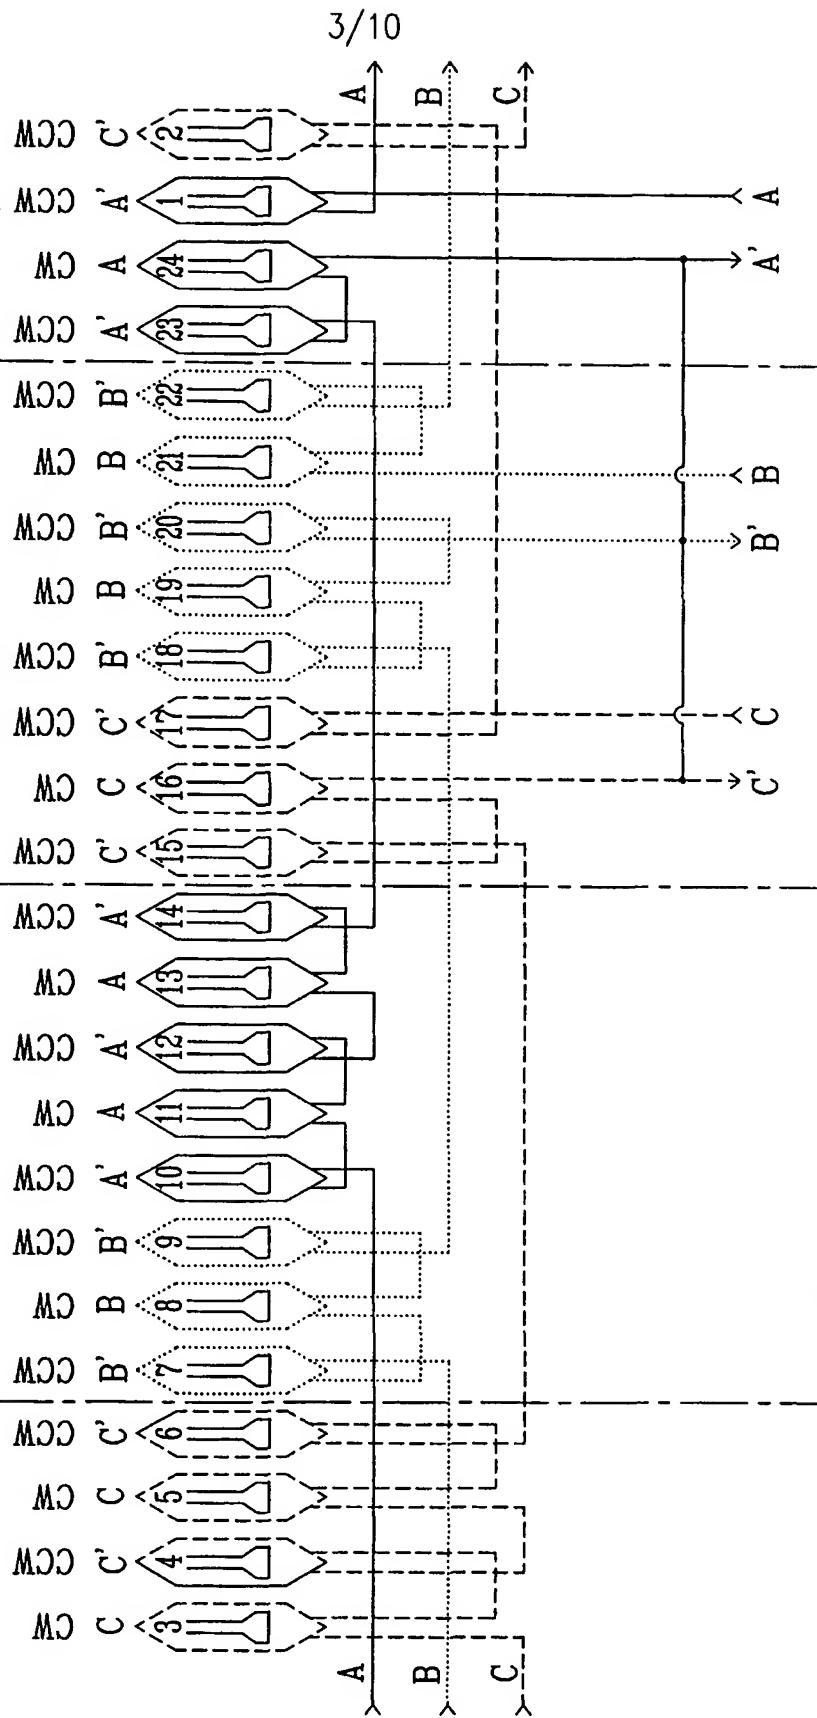 3/10
A B C
CCW C' 2
CCW A' 1
A
CW A 24
A'
CCW A' 23
CCW B' 22
CW B 21
B
CCW B' 20
B'
CW B 19
CCW B' 18
CCW C' 17
C
CW C 16
C'
CCW C' 15
CCW A' 14
CW A 13
CCW A' 12
CW A 11
CCW A' 10
CCW B' 9
CW B 8
CCW B' 7
CCW C' 6
CW C 5
CCW C' 4
CW C 3
A B C